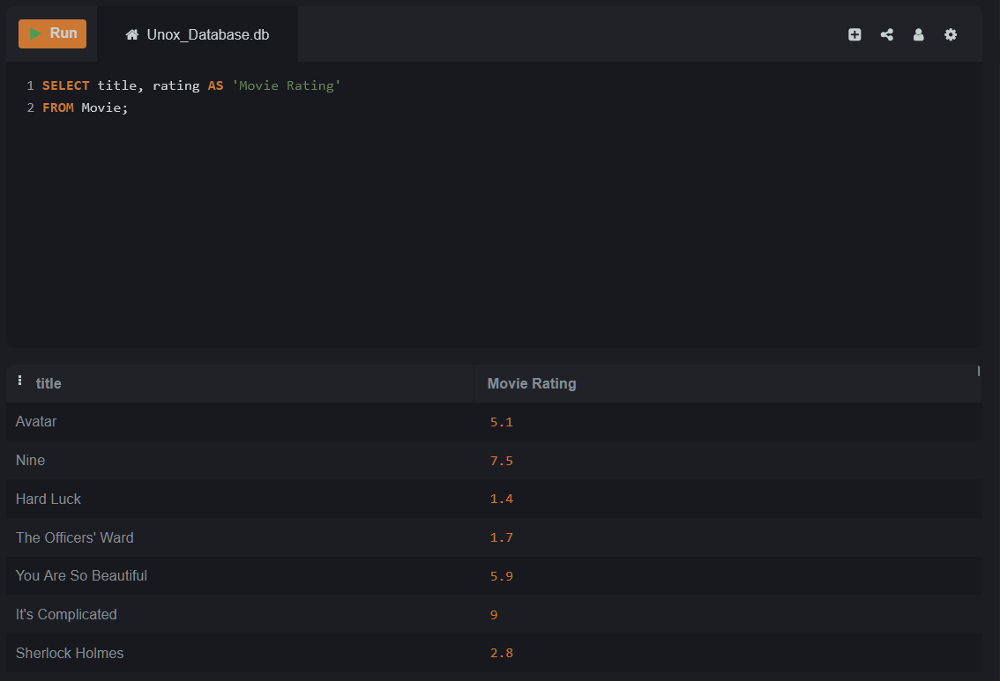 Run
Unox_Database.db
1 SELECT title, rating AS 'Movie Rating'
2 FROM Movie;
title Movie Rating
Avatar 5.1
Nine 7.5
Hard Luck 1.4
The Officers' Ward 1.7
You Are So Beautiful 5.9
It's Complicated 9
Sherlock Holmes 2.8